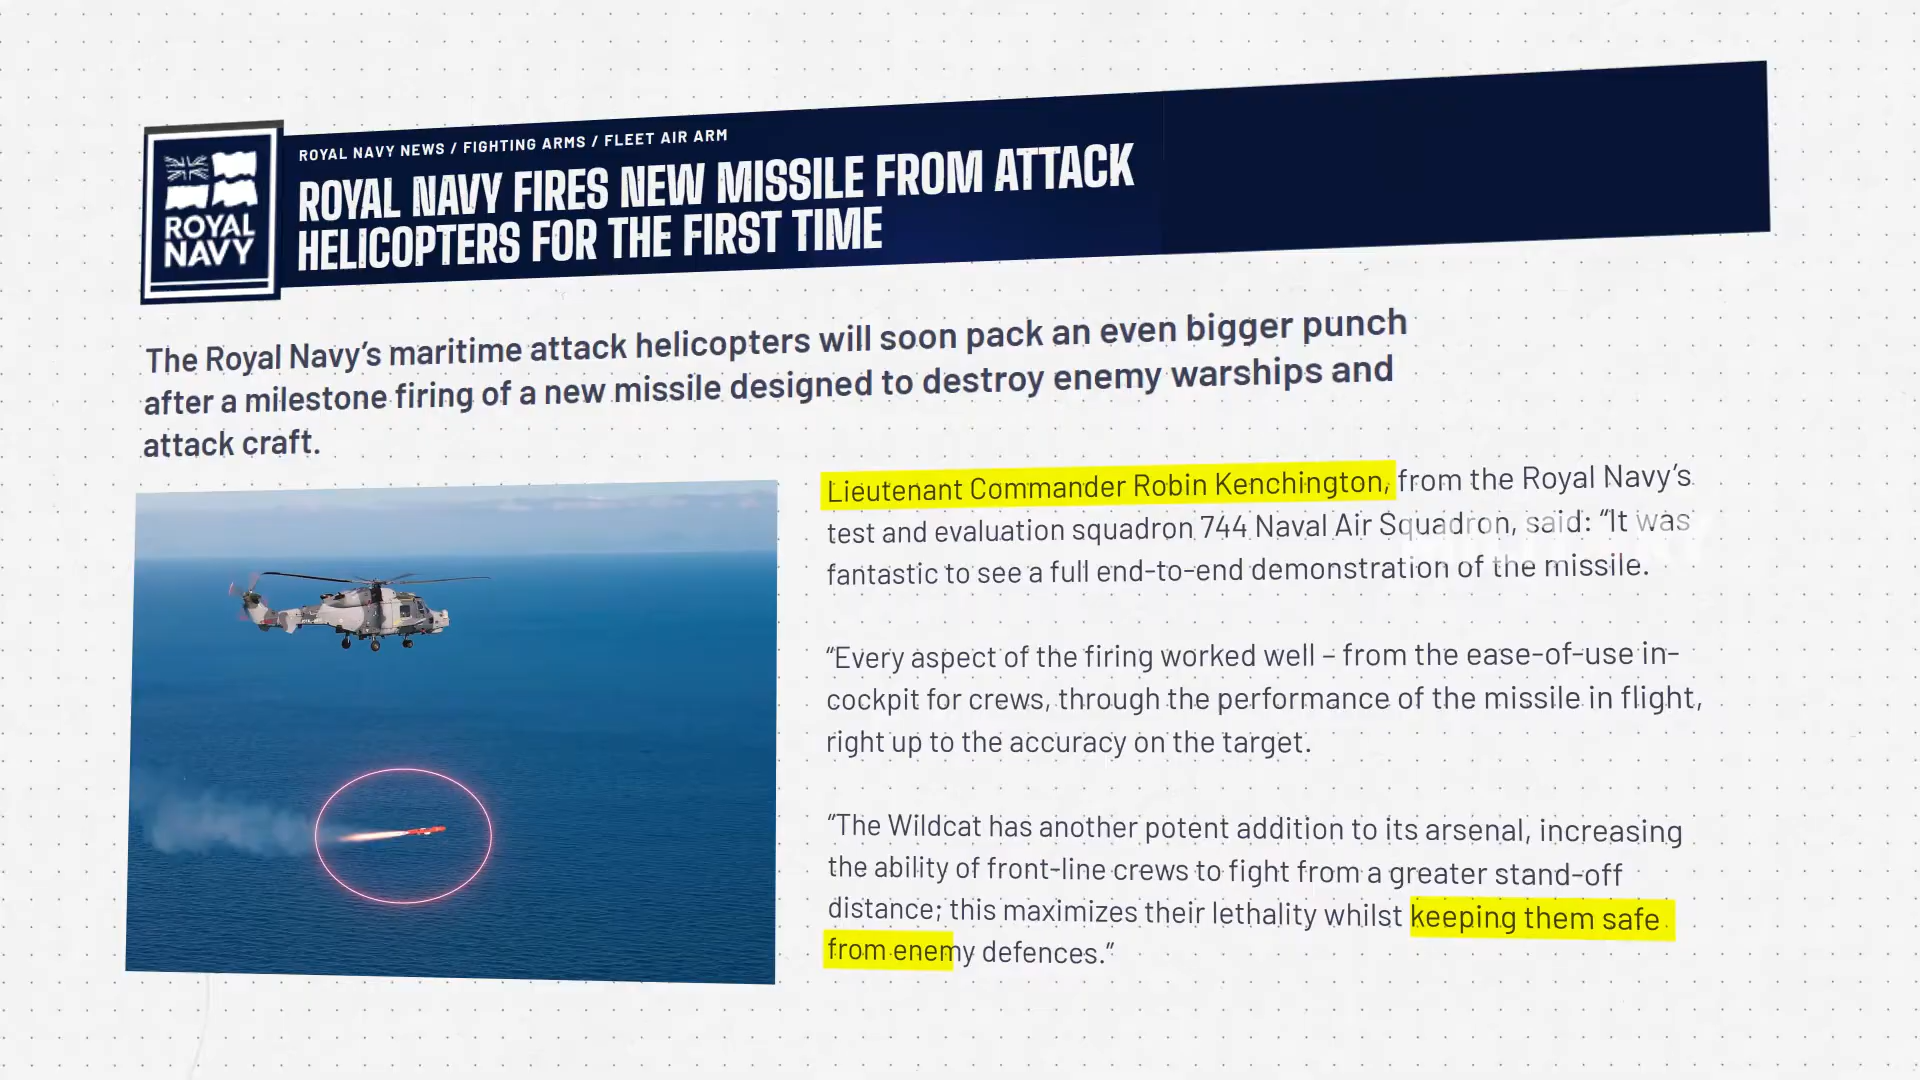 ROYAL NAVY
ROYAL NAVY NEWS / FIGHTING ARMS / FLEET AIR ARM
ROYAL NAVY FIRES NEW MISSILE FROM ATTACK
HELICOPTERS FOR THE FIRST TIME
The Royal Navy’s maritime attack helicopters will soon pack an even bigger punch
after a milestone firing of a new missile designed to destroy enemy warships and
attack craft.
Lieutenant Commander Robin Kenchington, from the Royal Navy’s
test and evaluation squadron 744 Naval Air Squadron, said: “It was
fantastic to see a full end-to-end demonstration of the missile.
“Every aspect of the firing worked well – from the ease-of-use in-
cockpit for crews, through the performance of the missile in flight,
right up to the accuracy on the target.
“The Wildcat has another potent addition to its arsenal, increasing
the ability of front-line crews to fight from a greater stand-off
distance; this maximizes their lethality whilst keeping them safe
from enemy defences.”